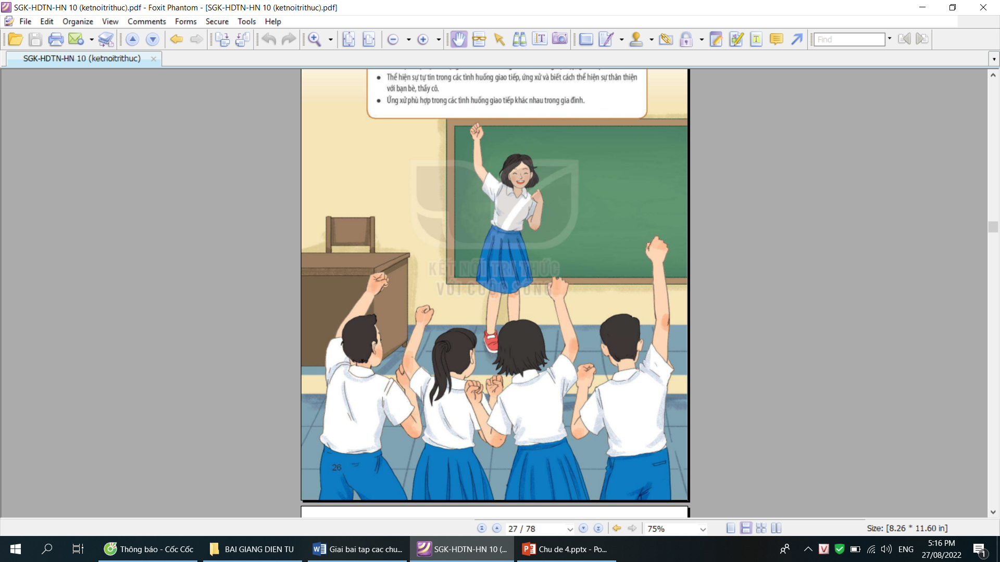 SGK-HDTN-HN 10 (ketnoitrithuc).pdf - Foxit Phantom - [SGK-HDTN-HN 10 (ketnoitrithuc).pdf]
File Edit Organize View Comments Forms Secure Tools Help
Find
SGK-HDTN-HN 10 (ketnoitrithuc)
Thể hiện sự tự tin trong các tình huống giao tiếp, ứng xử và biết cách thể hiện sự thân thiện
với bạn bè, thầy cô.
Ứng xử phù hợp trong các tình huống giao tiếp khác nhau trong gia đình.
KẾT NỐI TRI THỨC
VỚI CUỘC SỐNG
26
27 / 78
75%
Size: [8.26 * 11.60 in]
Thông báo - Cốc Cốc
BAI GIANG DIEN TU
Giai bai tap cac chu...
SGK-HDTN-HN 10 (...
Chu de 4.pptx - Po...
ENG
5:16 PM
27/08/2022
1